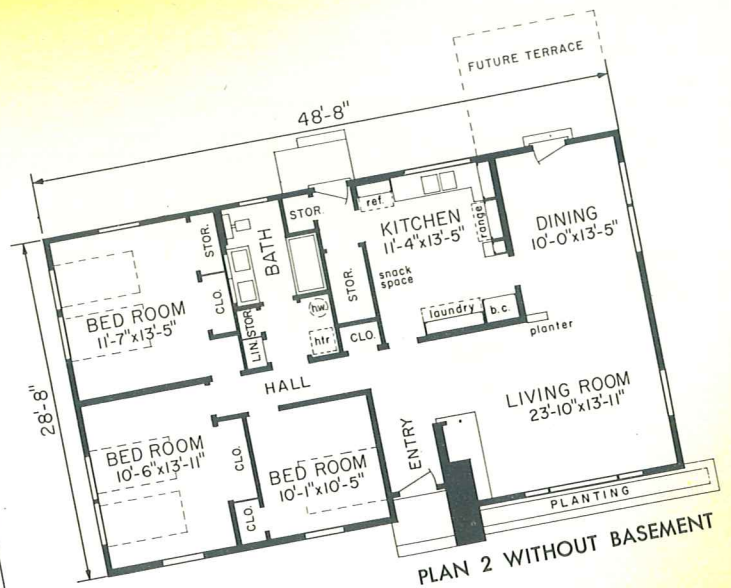 FUTURE TERRACE
48'-8"
28'-8"
STOR.
BATH
STOR.
ref.
KITCHEN
11'-4"x13'-5"
range
DINING
10'-0"x13'-5"
snack
space
STOR.
CLO.
BED ROOM
11'-7"x13'-5"
STOR.
LIN.
hw
htr
CLO.
laundry
b.c.
planter
HALL
LIVING ROOM
23'-10"x13'-11"
BED ROOM
10'-6"x13'-11"
CLO.
CLO.
BED ROOM
10'-1"x10'-5"
ENTRY
PLANTING
PLAN 2 WITHOUT BASEMENT